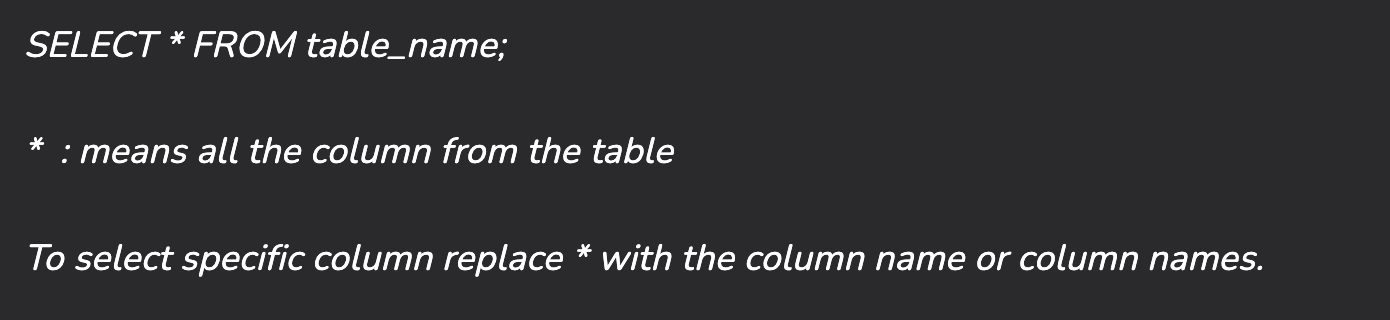 SELECT * FROM table_name;
* : means all the column from the table
To select specific column replace * with the column name or column names.